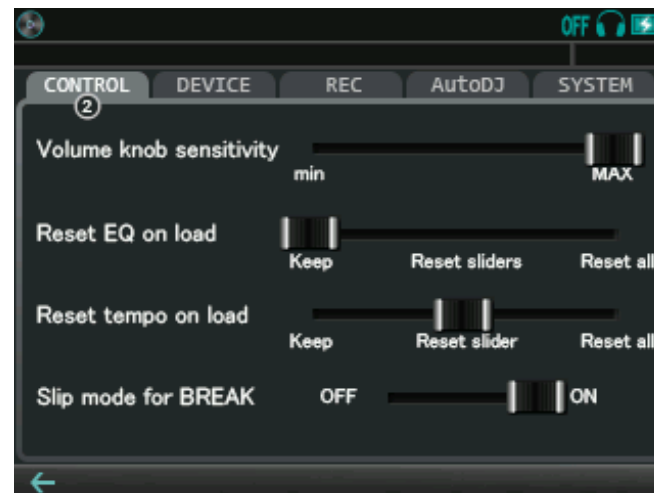 OFF
CONTROL DEVICE REC AutoDJ SYSTEM
2
Volume knob sensitivity
min MAX
Reset EQ on load
Keep Reset sliders Reset all
Reset tempo on load
Keep Reset slider Reset all
Slip mode for BREAK OFF ON